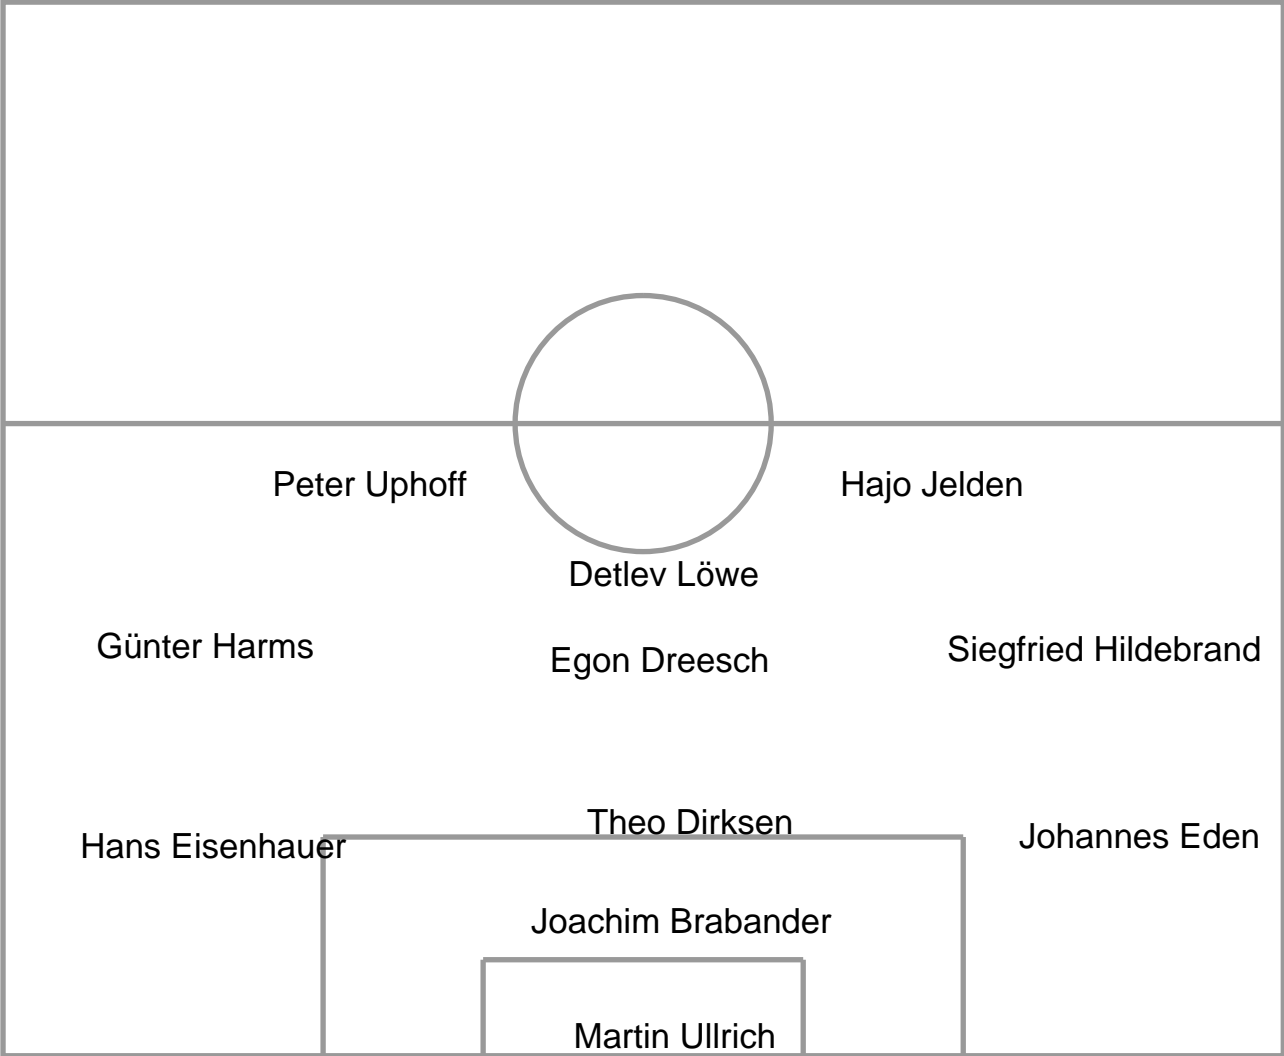 Peter Uphoff
Hajo Jelden
Detlev Löwe
Günter Harms
Egon Dreesch
Siegfried Hildebrand
Theo Dirksen
Hans Eisenhauer
Johannes Eden
Joachim Brabander
Martin Ullrich